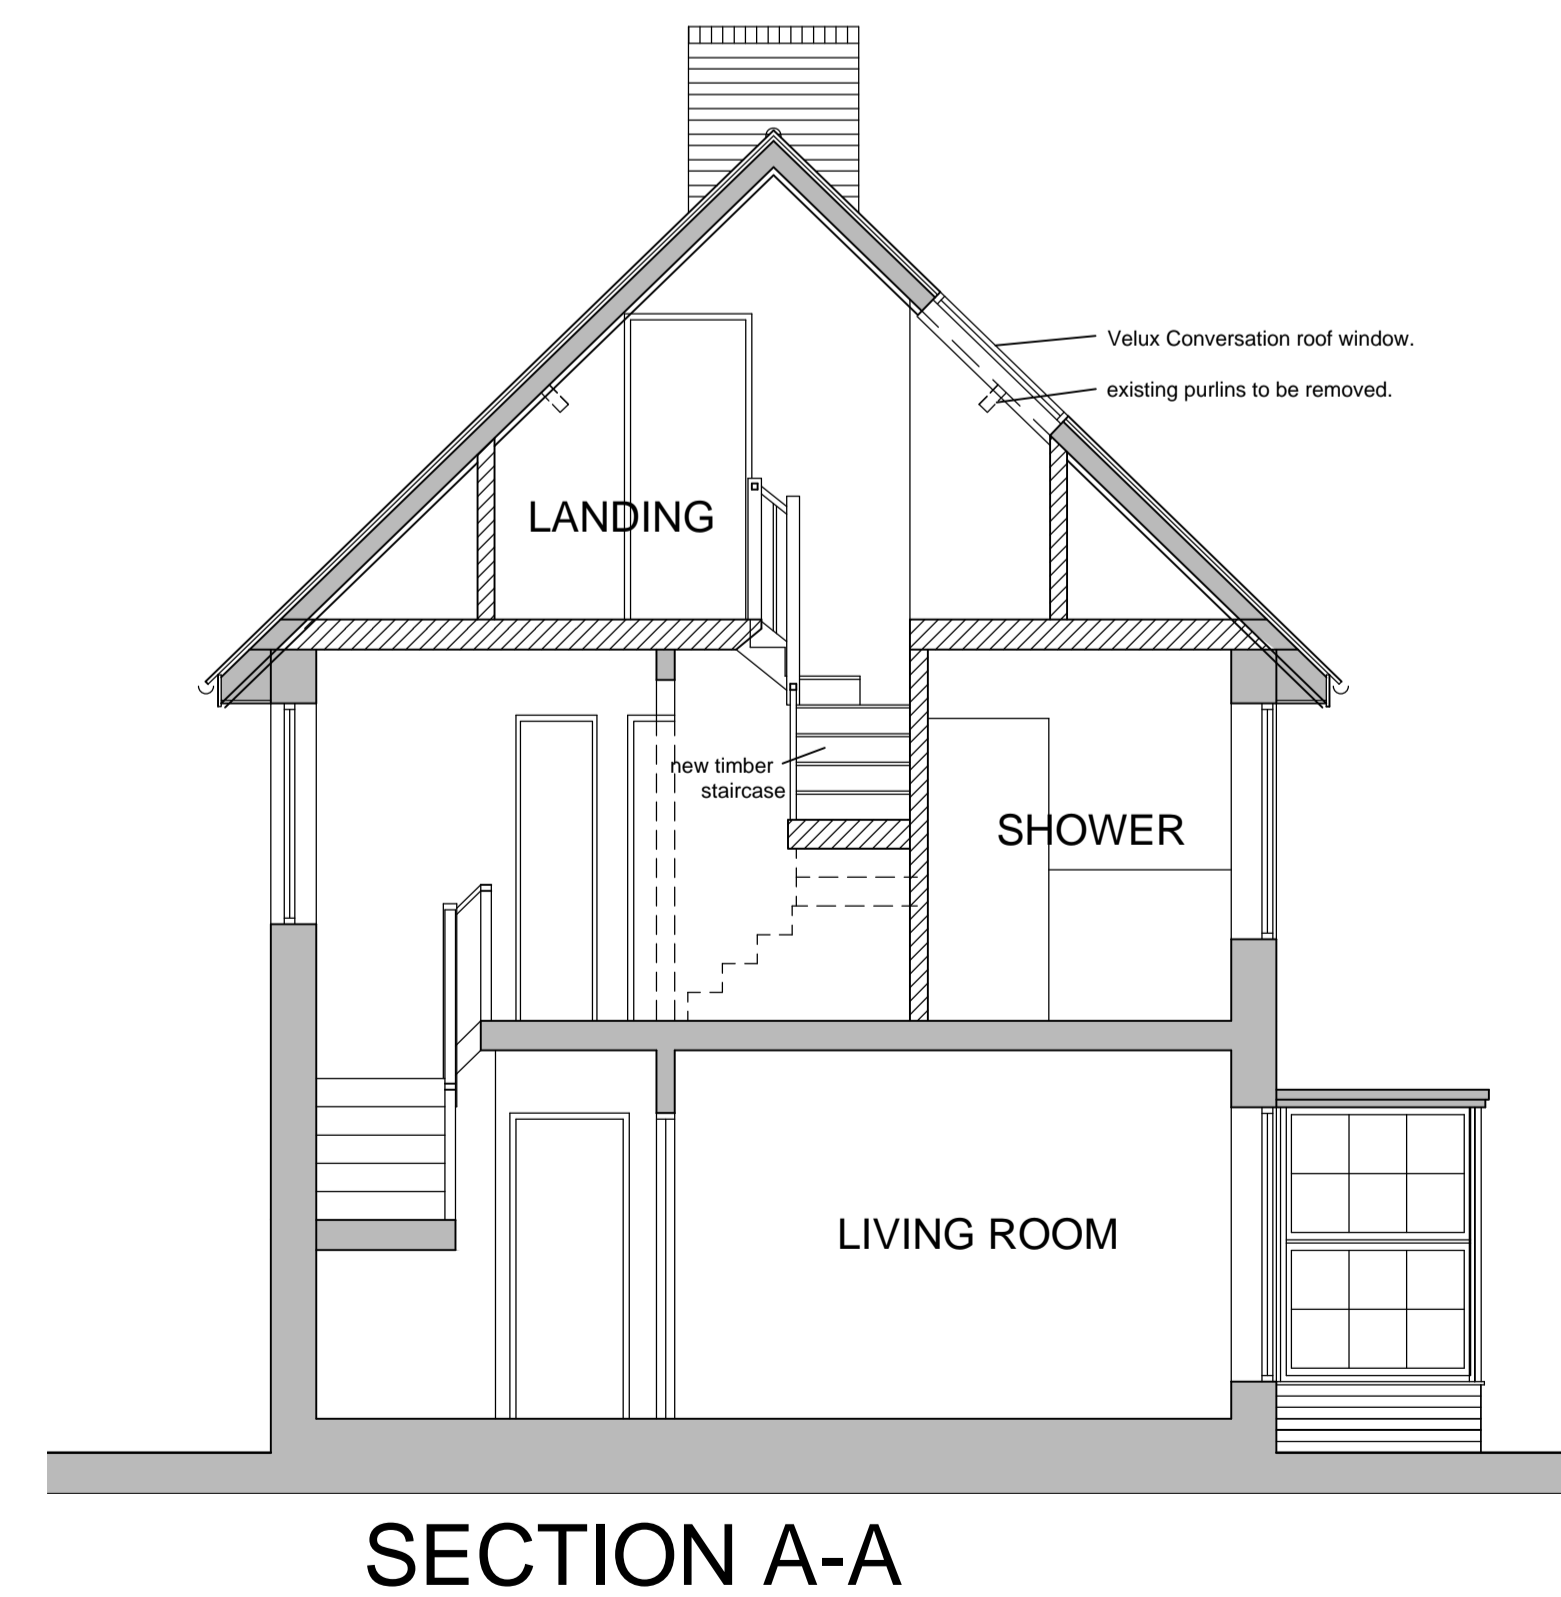 Velux Conversation roof window.
existing purlins to be removed.
LANDING
new timber
staircase
SHOWER
LIVING ROOM
SECTION A-A